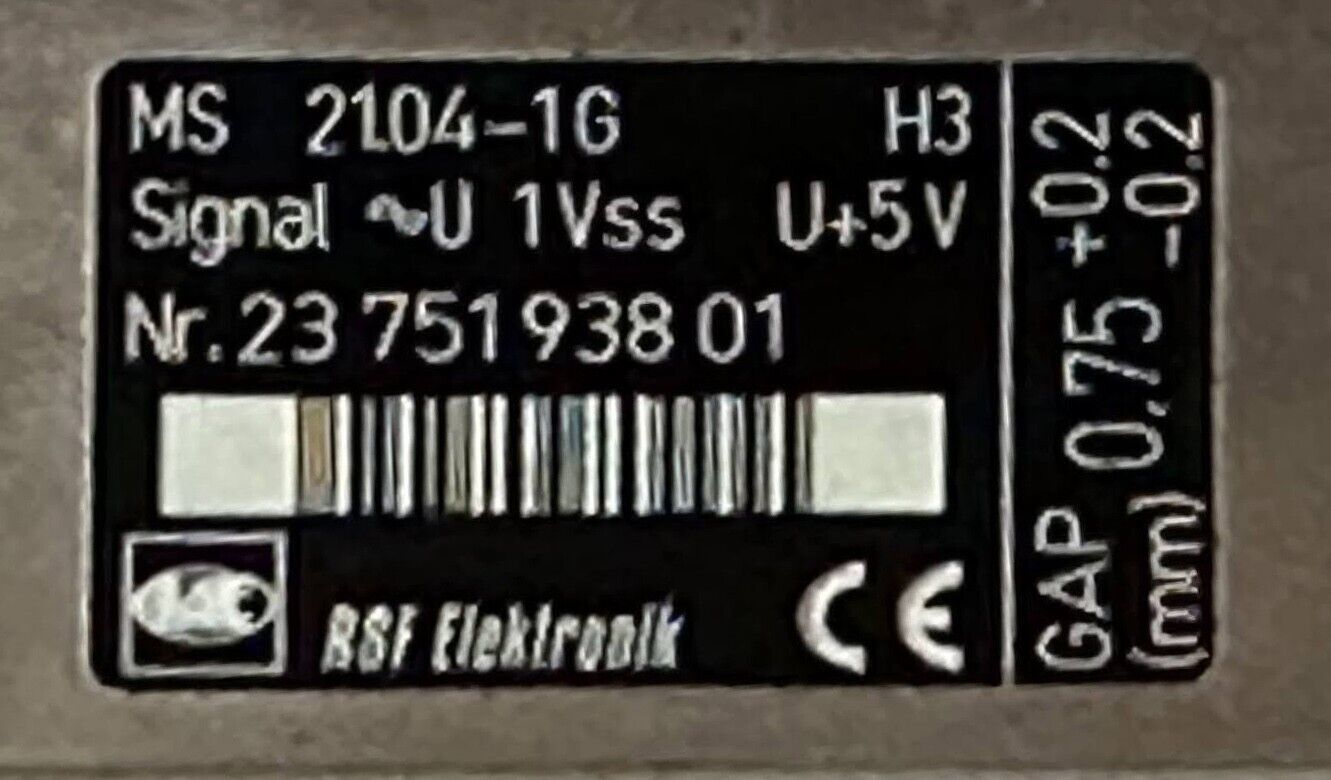 MS 2L04-1G H3
Signal ~U 1Vss U+5V
Nr.23 751 938 01
RSF Elektronik CE
GAP 0.75 +0.2
(mm) -0.2